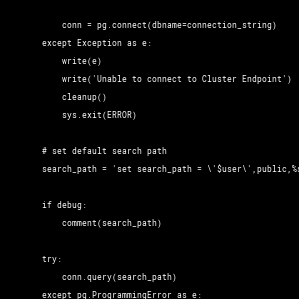 conn = pg.connect(dbname=connection_string)
except Exception as e:
write(e)
write('Unable to connect to Cluster Endpoint')
cleanup()
sys.exit(ERROR)
# set default search path
search_path = 'set search_path = \'$user\',public,%s
if debug:
comment(search_path)
try:
conn.query(search_path)
except pg.ProgrammingError as e: